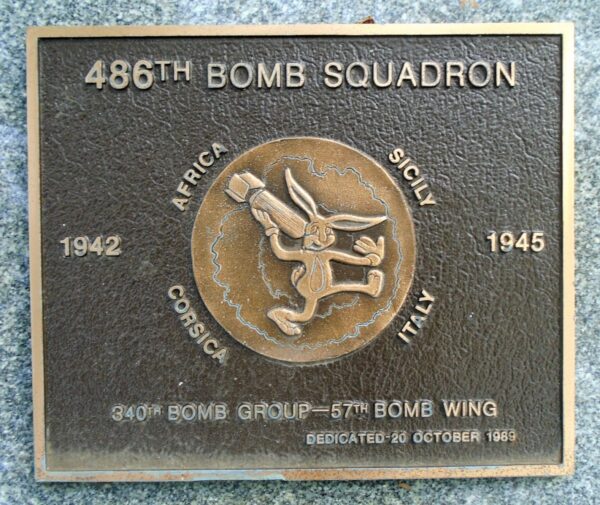 486TH BOMB SQUADRON
AFRICA
SICILY
1942
1945
CORSICA
ITALY
340TH BOMB GROUP-57TH BOMB WING
DEDICATED-20 OCTOBER 1989